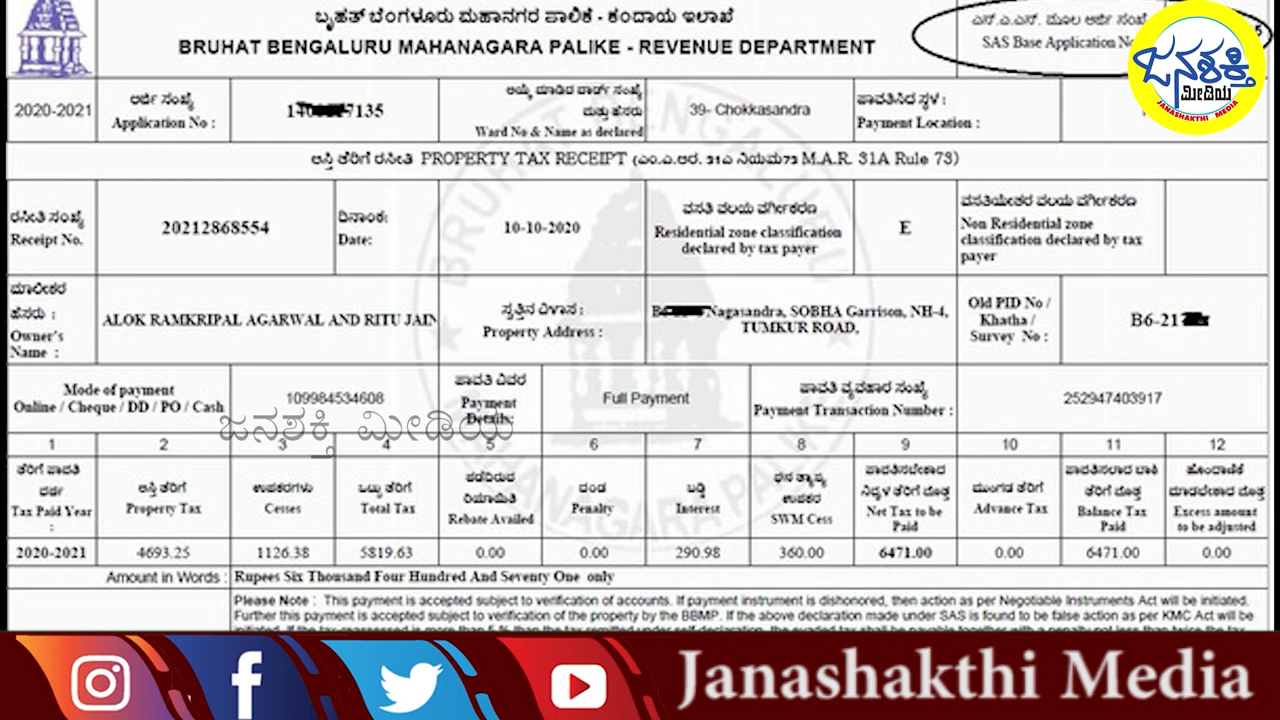 ಬೃಹತ್ ಬೆಂಗಳೂರು ಮಹಾನಗರ ಪಾಲಿಕೆ - ಕಂದಾಯ ಇಲಾಖೆ
BRUHAT BENGALURU MAHANAGARA PALIKE - REVENUE DEPARTMENT
ಎಸ್.ಎ.ಎಸ್. ಮೂಲ ಅರ್ಜಿ ಸಂಖ್ಯೆ
SAS Base Application No
ಜನಶಕ್ತಿ
ಮೀಡಿಯ
JANASHAKTHI MEDIA
2020-2021
ಅರ್ಜಿ ಸಂಖ್ಯೆ
Application No :
7135
ಆಯ್ಕೆ ಮಾಡಿದ ವಾರ್ಡ್ ಸಂಖ್ಯೆ
ಮತ್ತು ಹೆಸರು
Ward No & Name as declared
39- Chokkasandra
ಪಾವತಿಸಿದ ಸ್ಥಳ :
Payment Location :
ಆಸ್ತಿ ತೆರಿಗೆ ರಸೀತಿ PROPERTY TAX RECEIPT (ಎಂ.ಎ.ಆರ. 31ಎ ನಿಯಮ73 M.A.R. 31A Rule 73)
ರಸೀತಿ ಸಂಖ್ಯೆ
Receipt No.
20212868554
ದಿನಾಂಕ:
Date:
10-10-2020
ವಸತಿ ವಲಯ ವರ್ಗೀಕರಣ
Residential zone classification
declared by tax payer
E
ವಸತಿಯೇತರ ವಲಯ ವರ್ಗೀಕರಣ
Non Residential zone
classification declared by tax
payer
ಮಾಲೀಕರ
ಹೆಸರು :
Owner's
Name :
ALOK RAMKRIPAL AGARWAL AND RITU JAIN
ಸ್ವತ್ತಿನ ವಿಳಾಸ :
Property Address :
Nagasandra, SOBHA Garrison, NH-4,
TUMKUR ROAD,
Old PID No /
Khatha /
Survey No :
B6-21
Mode of payment
Online / Cheque / DD / PO / Cash
109984534608
ಪಾವತಿ ವಿವರ
Payment
Details:
Full Payment
ಪಾವತಿ ವ್ಯವಹಾರ ಸಂಖ್ಯೆ
Payment Transaction Number :
252947403917
ಜನಶಕ್ತಿ ಮೀಡಿಯ
1 2 3 4 5 6 7 8 9 10 11 12
ತೆರಿಗೆ ಪಾವತಿ
ವರ್ಷ
Tax Paid Year
:
ಆಸ್ತಿ ತೆರಿಗೆ
Property Tax
ಉಪಕರಗಳು
Cesses
ಒಟ್ಟು ತೆರಿಗೆ
Total Tax
ಪಡೆದಿರುವ
ರಿಯಾಯಿತಿ
Rebate Availed
ದಂಡ
Penalty
ಬಡ್ಡಿ
Interest
ಘನ ತ್ಯಾಜ್ಯ
ಉಪಕರ
SWM Cess
ಪಾವತಿಸಬೇಕಾದ
ನಿವ್ವಳ ತೆರಿಗೆ ಮೊತ್ತ
Net Tax to be
Paid
ಮುಂಗಡ ತೆರಿಗೆ
Advance Tax
ಪಾವತಿಸಲಾದ ಬಾಕಿ
ತೆರಿಗೆ ಮೊತ್ತ
Balance Tax
Paid
ಹೊಂದಾಣಿಕೆ
ಮಾಡಬೇಕಾದ ಮೊತ್ತ
Excess amount
to be adjusted
2020-2021 4693.25 1126.38 5819.63 0.00 0.00 290.98 360.00 6471.00 0.00 6471.00 0.00
Amount in Words : Rupees Six Thousand Four Hundred And Seventy One only
Please Note : This payment is accepted subject to verification of accounts. If payment instrument is dishonored, then action as per Negotiable Instruments Act will be initiated.
Further this payment is accepted subject to verification of the property by the BBMP. If the above declaration made under SAS is found to be false action as per KMC Act will be
Janashakthi Media